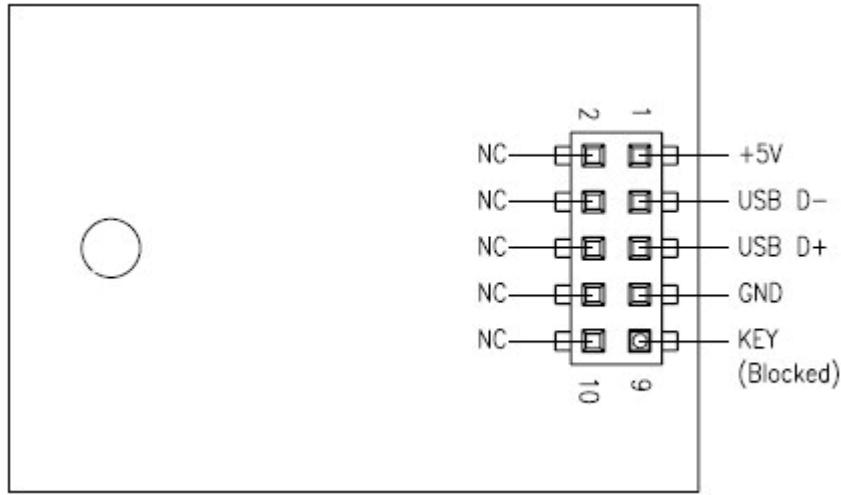 2 1
NC +5V
NC USB D-
NC USB D+
NC GND
NC KEY
(Blocked)
10 9